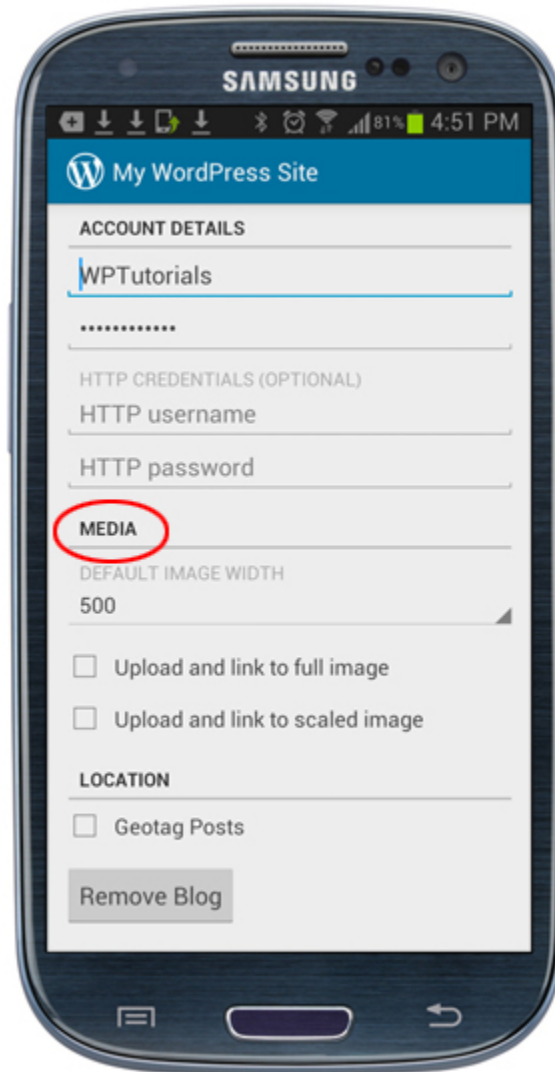 SAMSUNG
81% 4:51 PM
My WordPress Site
ACCOUNT DETAILS
WPTutorials
••••••••••••
HTTP CREDENTIALS (OPTIONAL)
HTTP username
HTTP password
MEDIA
DEFAULT IMAGE WIDTH
500
Upload and link to full image
Upload and link to scaled image
LOCATION
Geotag Posts
Remove Blog